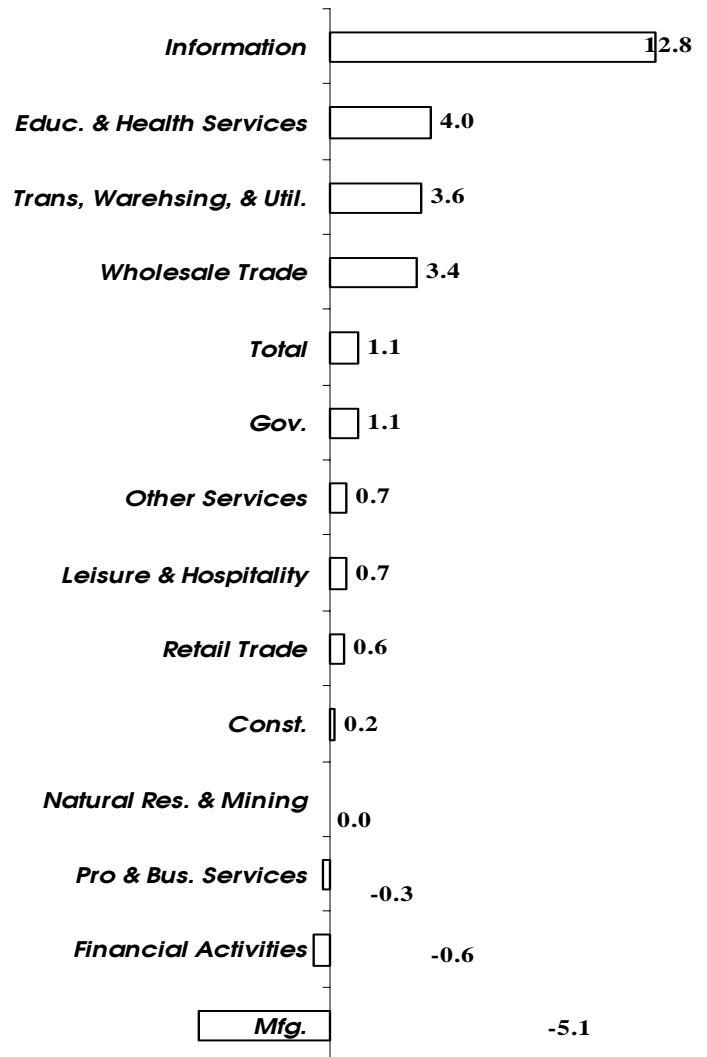 Information 12.8
Educ. & Health Services 4.0
Trans, Warehsing, & Util. 3.6
Wholesale Trade 3.4
Total 1.1
Gov. 1.1
Other Services 0.7
Leisure & Hospitality 0.7
Retail Trade 0.6
Const. 0.2
Natural Res. & Mining 0.0
Pro & Bus. Services -0.3
Financial Activities -0.6
Mfg. -5.1